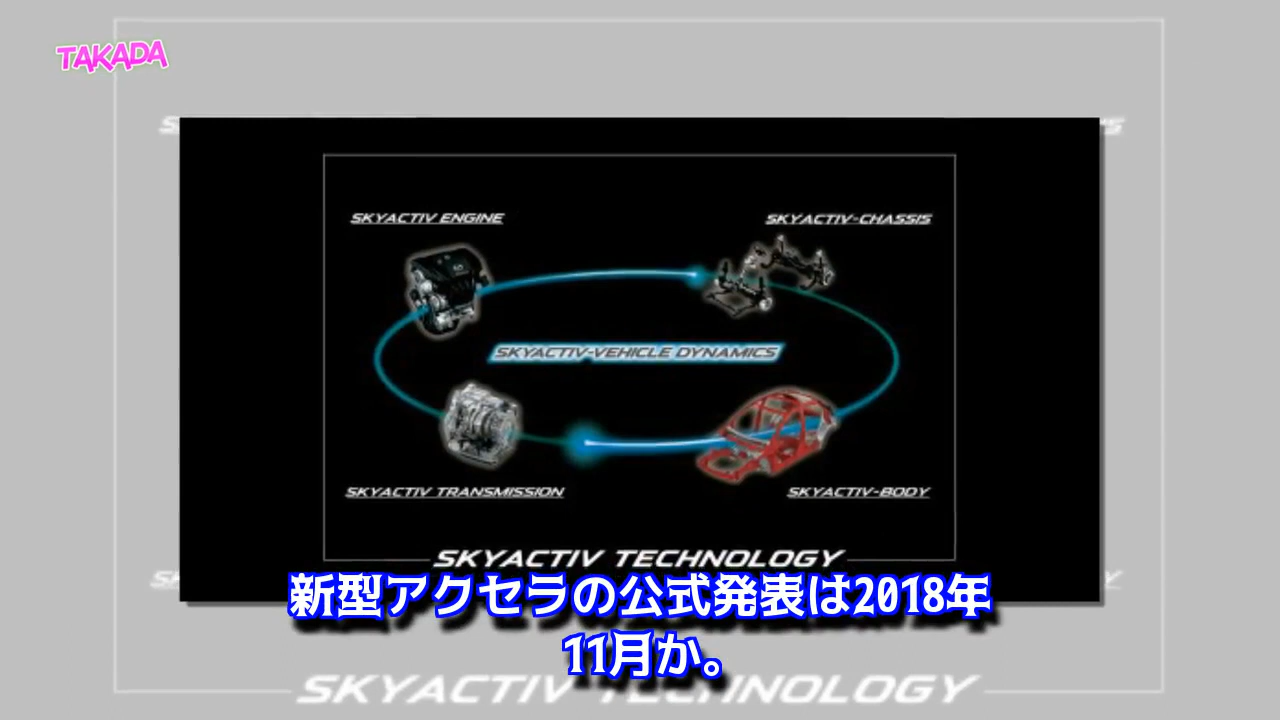 TAKADA
SKYACTIV ENGINE
SKYACTIV-CHASSIS
SKYACTIV-VEHICLE DYNAMICS
SKYACTIV TRANSMISSION
SKYACTIV-BODY
SKYACTIV TECHNOLOGY
新型アクセラの公式発表は2018年
11月か。
SKYACTIV TECHNOLOGY